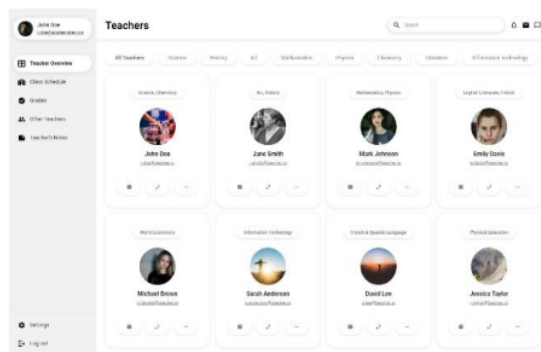 John Doe
Teachers
Search
Teacher Overview
Class Schedule
Grades
Other Teachers
Teacher's Notes
Settings
Log out
All Teachers
Science
History
Art
Mathematics
Physics
Chemistry
Literature
Information technology
Science, Chemistry
Art, History
Mathematics, Physics
English Literature, French
John Doe
Jane Smith
Mark Johnson
Emily Davis
World Economics
Information Technology
French & Spanish Language
Physical Education
Michael Brown
Sarah Anderson
David Lee
Jessica Taylor